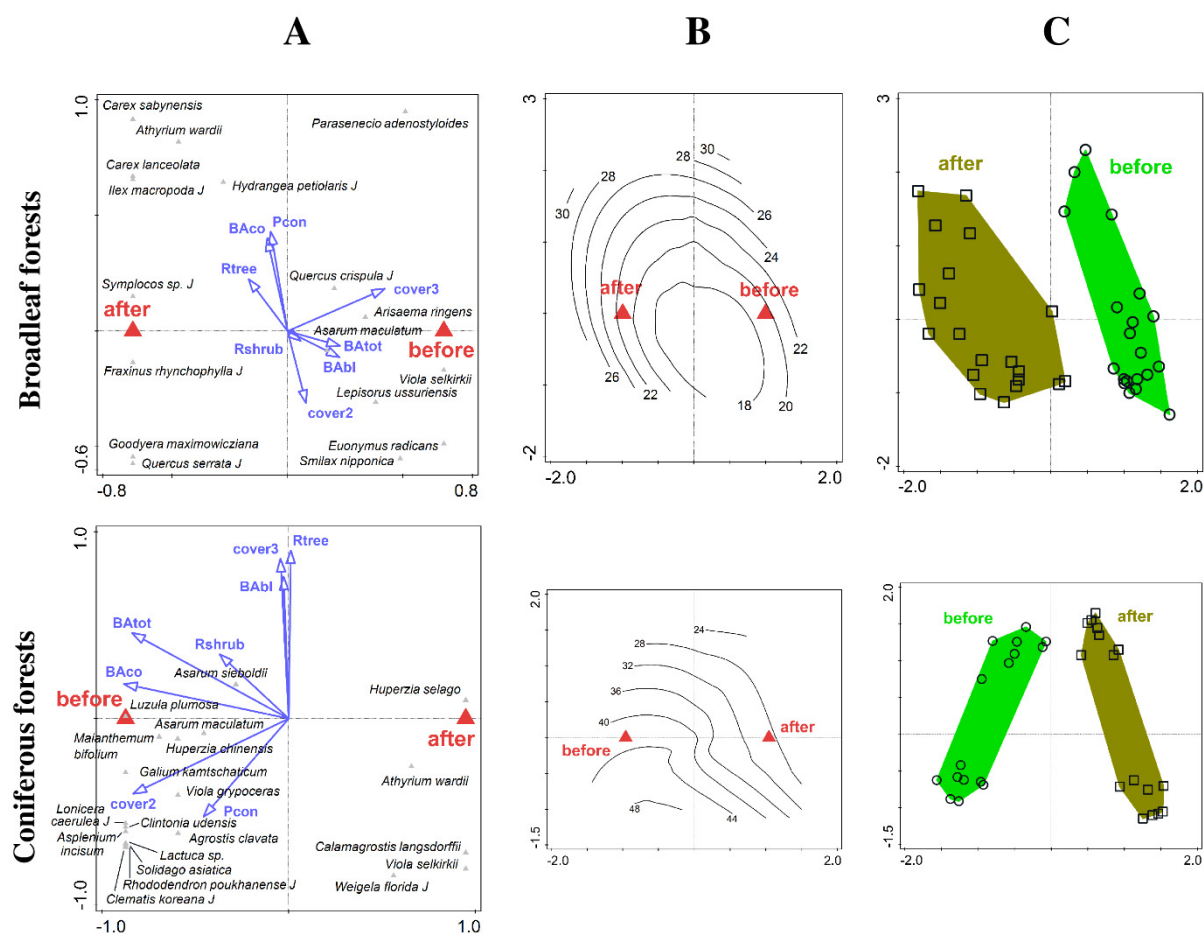 A
B
C
Broadleaf forests
1.0
Carex sabynensis
Athyrium wardii
Parasenecio adenostyloides
Carex lanceolata
Ilex macropoda J
Hydrangea petiolaris J
BAco
Pcon
Rtree
Quercus crispula J
cover3
Symplocos sp. J
after
Arisaema ringens
Asarum maculatum
Rshrub
BAtot
before
BAbl
Fraxinus rhynchophylla J
Viola selkirkii
Lepisorus ussuriensis
cover2
Goodyera maximowicziana
Euonymus radicans
Quercus serrata J
Smilax nipponica
-0.6
-0.8
0.8
3
30
28
30
28
26
30
24
after
before
22
26
22
18
20
-2
-2.0
2.0
3
after
before
-2
-2.0
2.0
Coniferous forests
1.0
cover3
Rtree
BAbl
BAtot
Rshrub
Asarum sieboldii
BAco
Huperzia selago
before
Luzula plumosa
after
Asarum maculatum
Maianthemum
bifolium
Huperzia chinensis
Galium kamtschaticum
Athyrium wardii
cover2
Viola grypoceras
Pcon
Lonicera
caerulea J
Clintonia udensis
Asplenium
incisum
Agrostis clavata
Lactuca sp.
Solidago asiatica
Rhododendron poukhanense J
Clematis koreana J
Calamagrostis langsdorffii
Viola selkirkii
Weigela florida J
-1.0
-1.0
1.0
2.0
24
28
32
36
40
before
after
48
44
-1.5
-2.0
2.0
2.0
before
after
-1.5
-2.0
2.0